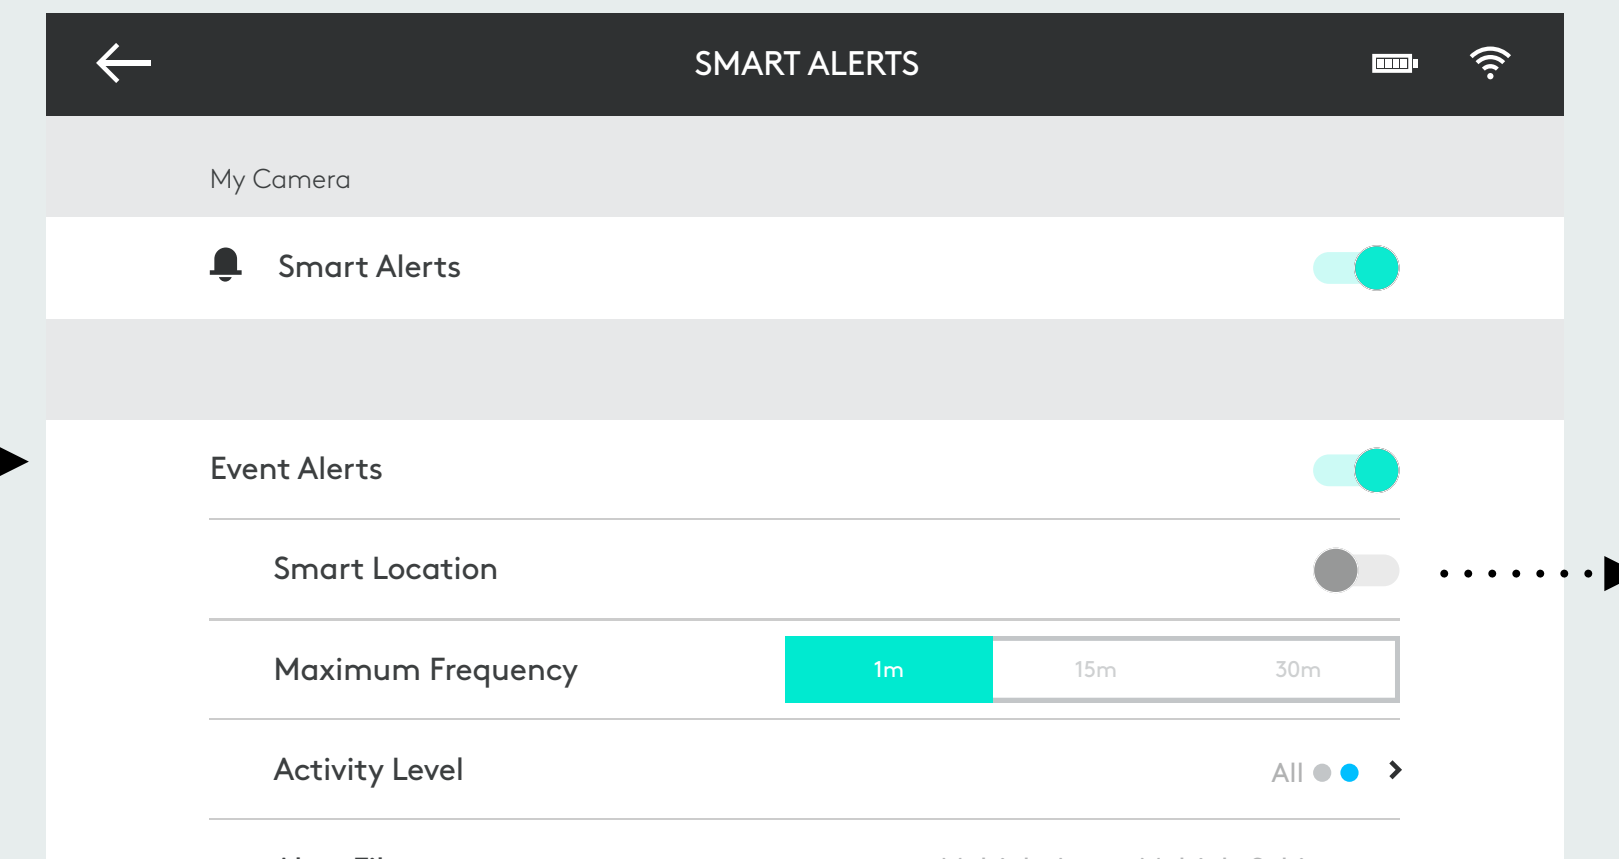 SMART ALERTS
My Camera
Smart Alerts
Event Alerts
Smart Location
Maximum Frequency 1m 15m 30m
Activity Level All